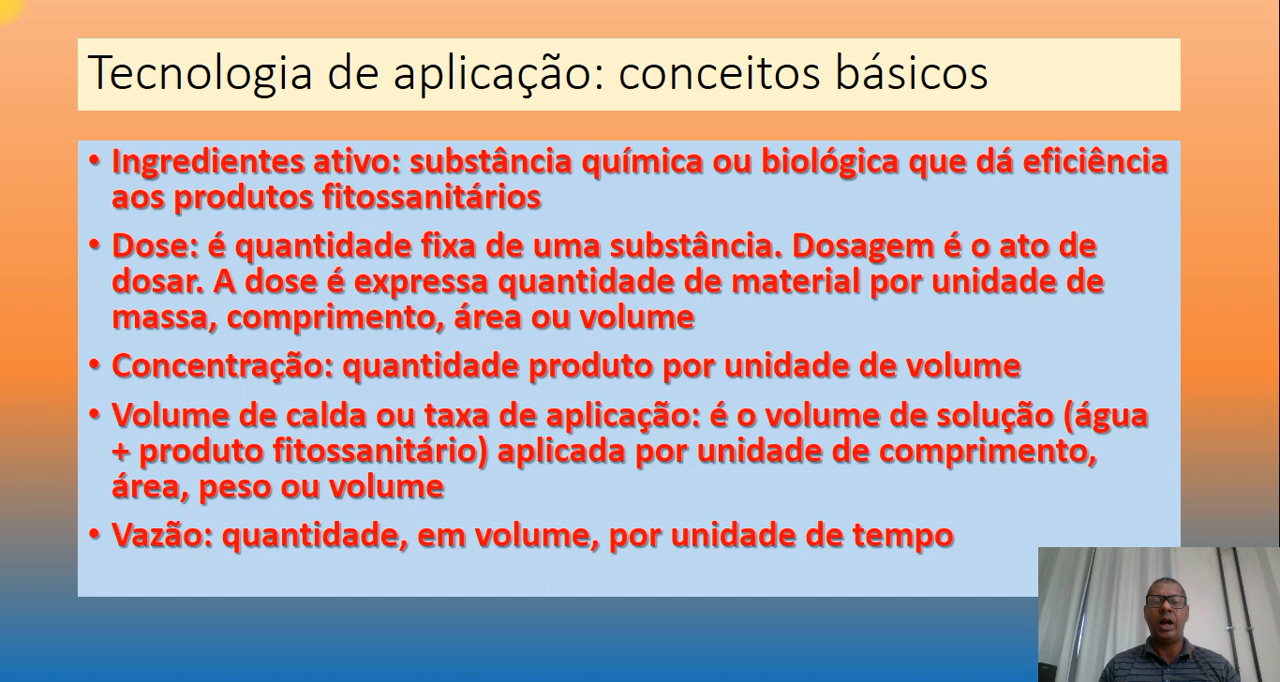 Tecnologia de aplicação: conceitos básicos
• Ingredientes ativo: substância química ou biológica que dá eficiência
aos produtos fitossanitários
• Dose: é quantidade fixa de uma substância. Dosagem é o ato de
dosar. A dose é expressa quantidade de material por unidade de
massa, comprimento, área ou volume
• Concentração: quantidade produto por unidade de volume
• Volume de calda ou taxa de aplicação: é o volume de solução (água
+ produto fitossanitário) aplicada por unidade de comprimento,
área, peso ou volume
• Vazão: quantidade, em volume, por unidade de tempo